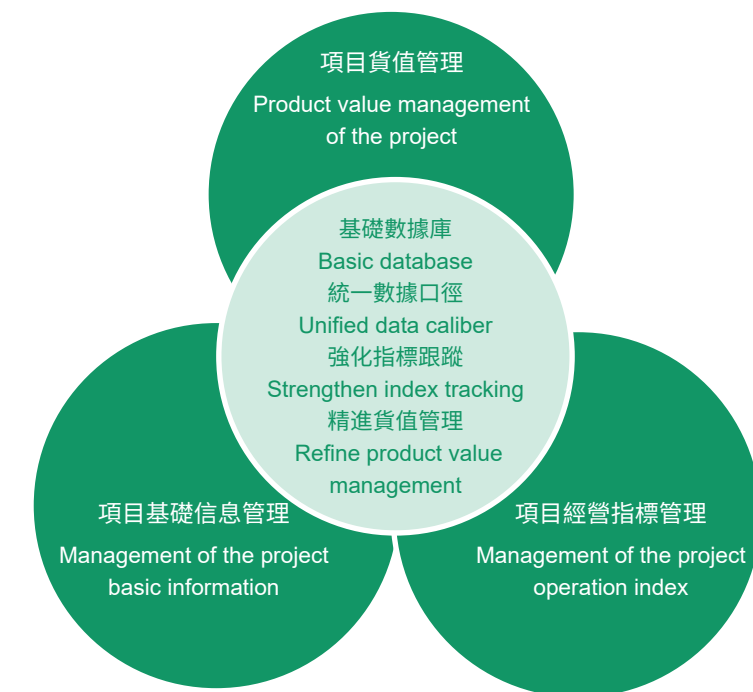 項目貨值管理
Product value management
of the project
基礎數據庫
Basic database
統一數據口徑
Unified data caliber
強化指標跟蹤
Strengthen index tracking
精進貨值管理
Refine product value
management
項目基礎信息管理
Management of the project
basic information
項目經營指標管理
Management of the project
operation index